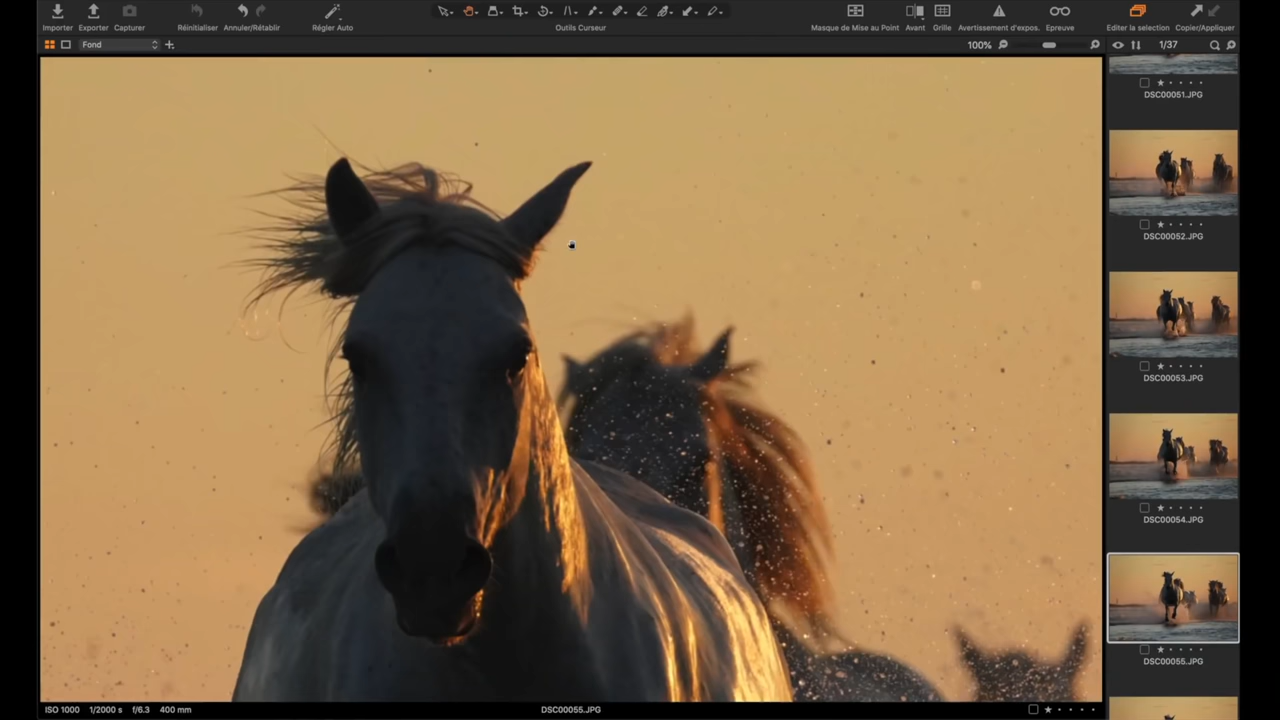 Importer Exporter Capturer Réinitialiser Annuler/Rétablir Régler Auto Outils Curseur Masque de Mise au Point Avant Grille Avertissement d'expos. Epreuve Editer la sélection Copier/Appliquer
Fond 100% 1/37
DSC00051.JPG
DSC00052.JPG
DSC00053.JPG
DSC00054.JPG
DSC00055.JPG
ISO 1000 1/2000 s f/6.3 400 mm DSC00055.JPG